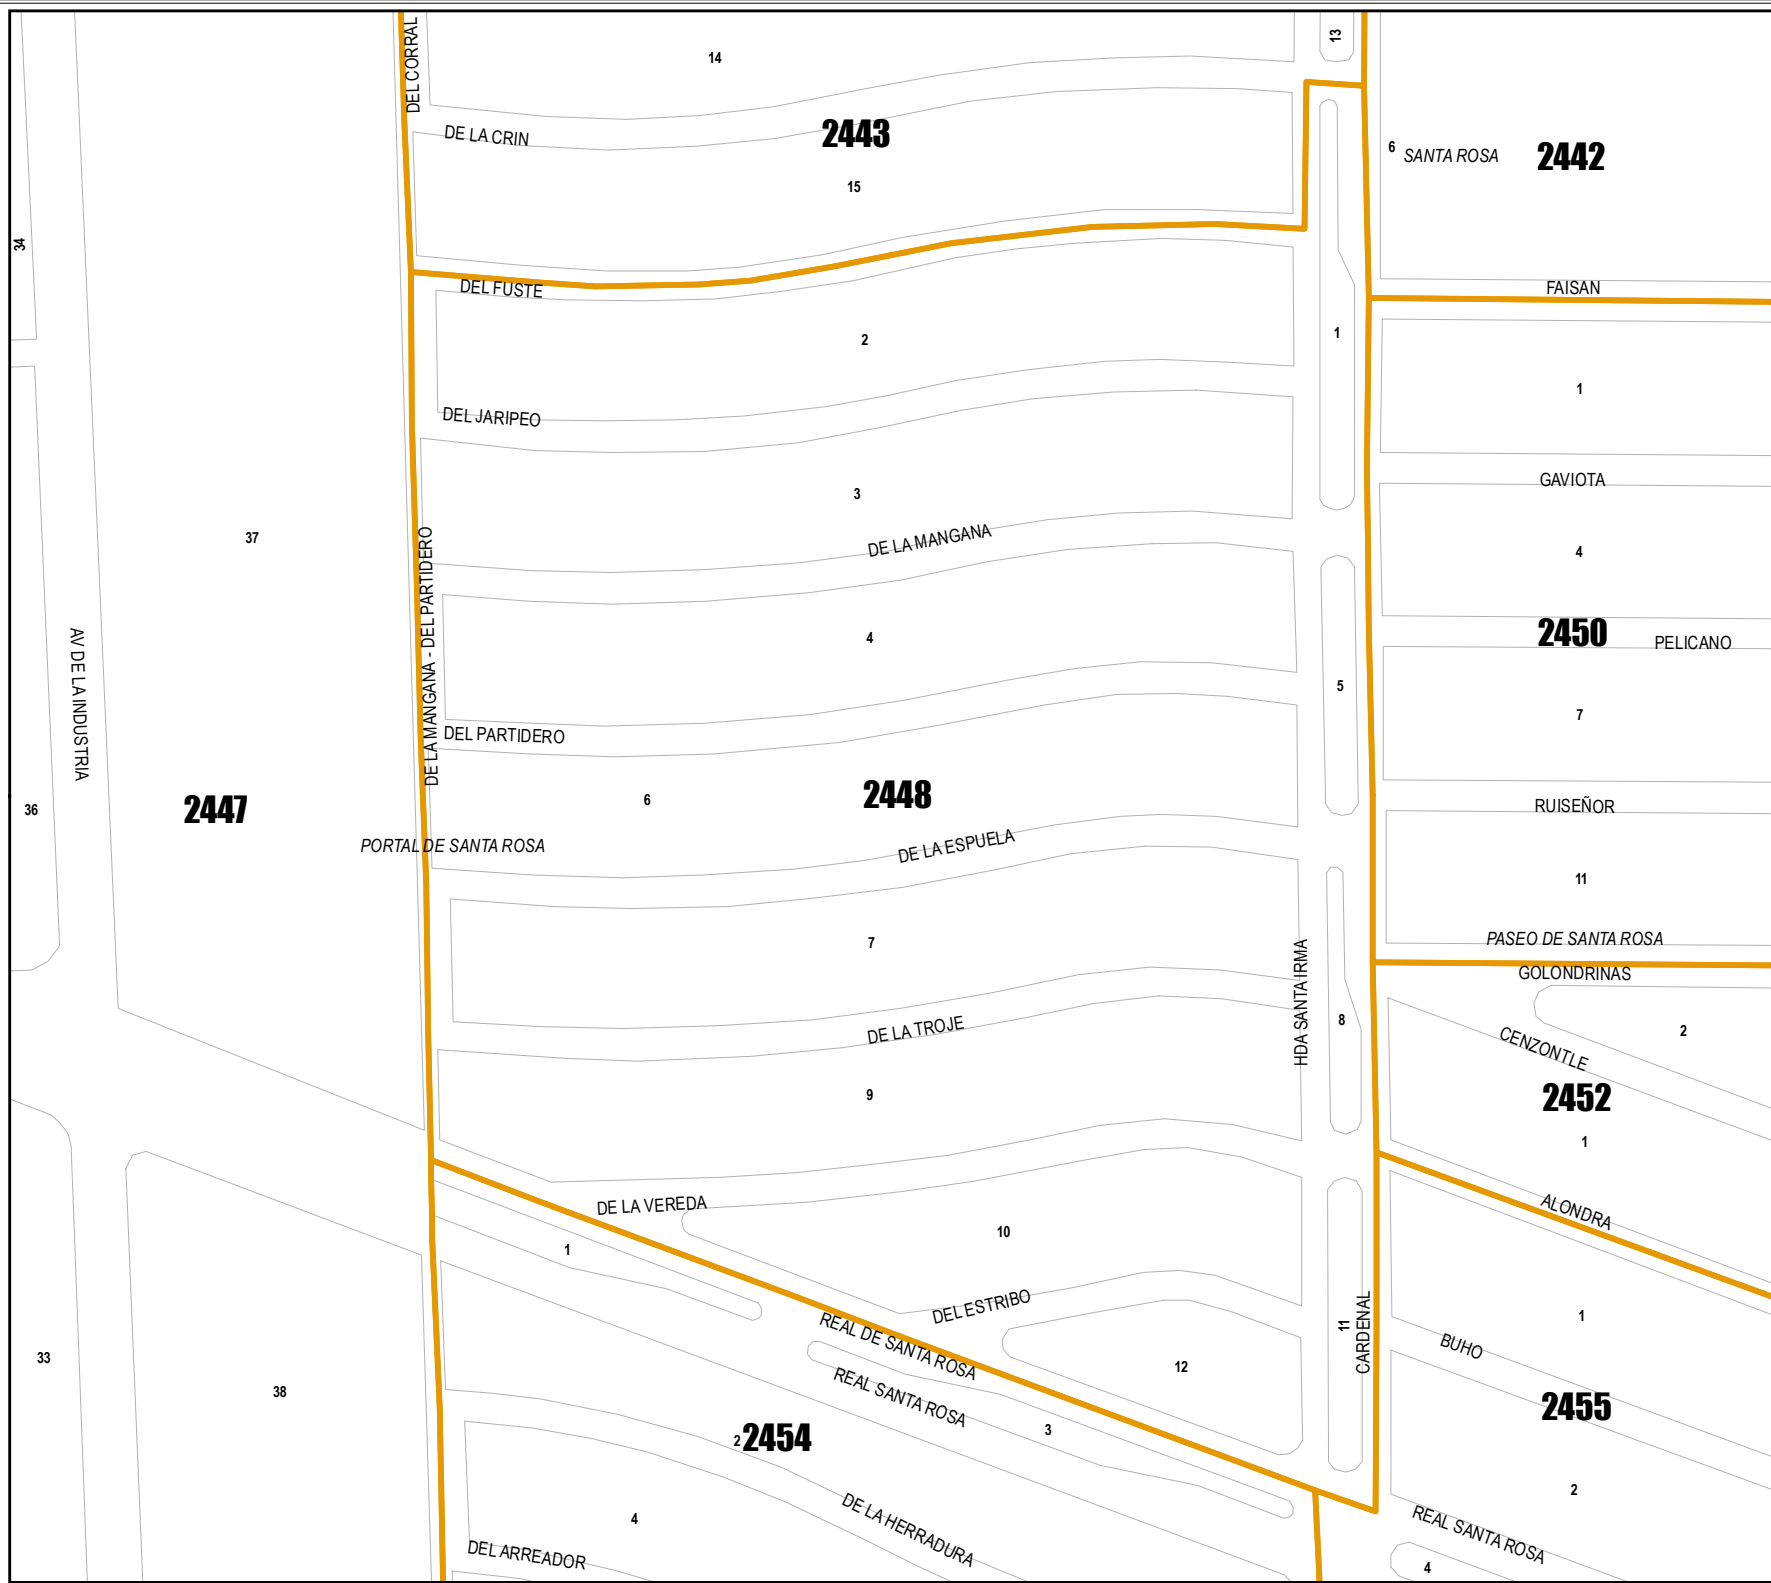 DEL CORRAL
14
13
DE LA CRIN
2443
6
SANTA ROSA
2442
15
34
DEL FUSTE
FAISAN
2
1
1
DEL JARIPEO
GAVIOTA
3
37
DE LA MANGANA
4
DE LA MANGANA - DEL PARTIDERO
4
2450
PELICANO
AV DE LA INDUSTRIA
5
7
DEL PARTIDERO
6
2448
36
2447
RUISEÑOR
PORTAL DE SANTA ROSA
DE LA ESPUELA
11
7
PASEO DE SANTA ROSA
GOLONDRINAS
HDA SANTA IRMA
8
2
DE LA TROJE
CENZONTLE
9
2452
1
DE LA VEREDA
ALONDRA
10
1
DEL ESTRIBO
1
REAL DE SANTA ROSA
11
CARDENAL
BUHO
33
12
38
REAL SANTA ROSA
2455
3
2
2454
2
4
DE LA HERRADURA
REAL SANTA ROSA
DEL ARREADOR
4